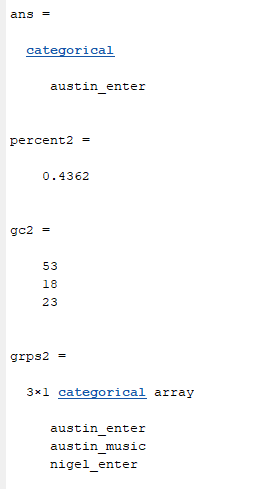 ans =
categorical
austin_enter
percent2 =
0.4362
gc2 =
53
18
23
grps2 =
3×1 categorical array
austin_enter
austin_music
nigel_enter